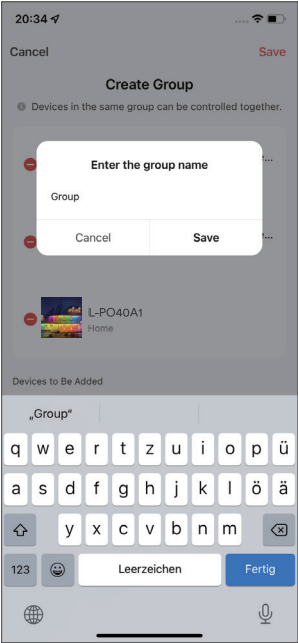 20:34
Cancel
Save
Create Group
Devices in the same group can be controlled together.
Enter the group name
Group
Cancel
Save
IL-PO40A1
Home
Devices to Be Added
„Group“
q w e r t z u i o p ü
a s d f g h j k l ö ä
y x c v b n m
123
Leerzeichen
Fertig